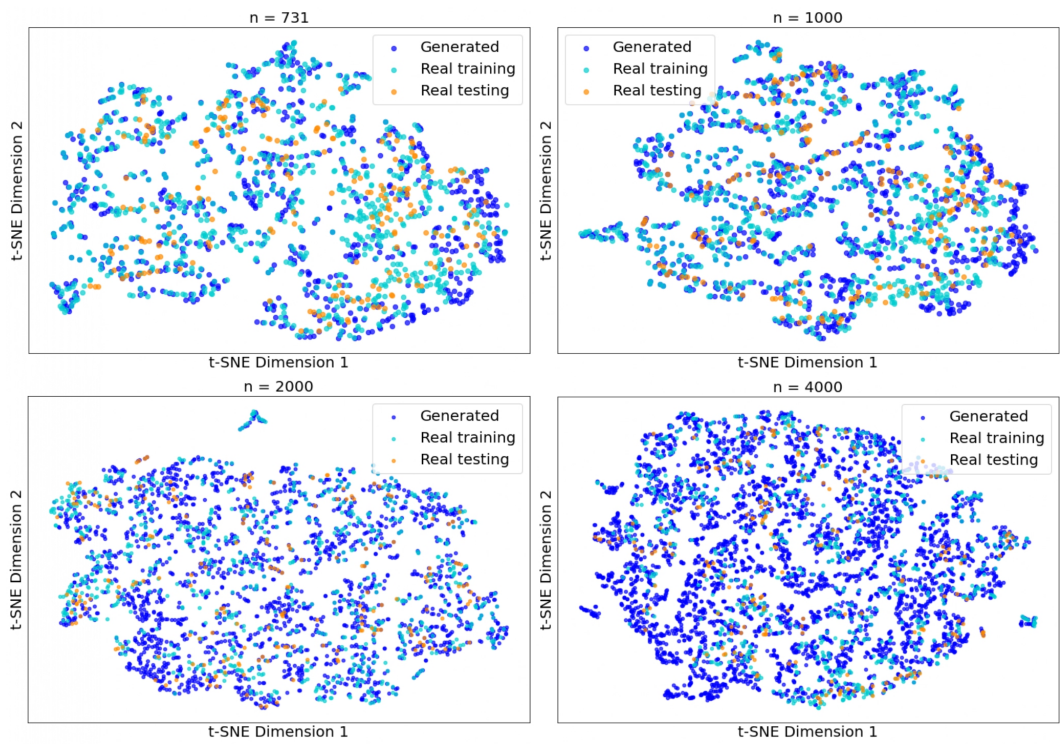 n = 731
Generated
Real training
Real testing
t-SNE Dimension 2
t-SNE Dimension 1
n = 1000
Generated
Real training
Real testing
t-SNE Dimension 2
t-SNE Dimension 1
n = 2000
Generated
Real training
Real testing
t-SNE Dimension 2
t-SNE Dimension 1
n = 4000
Generated
Real training
Real testing
t-SNE Dimension 2
t-SNE Dimension 1